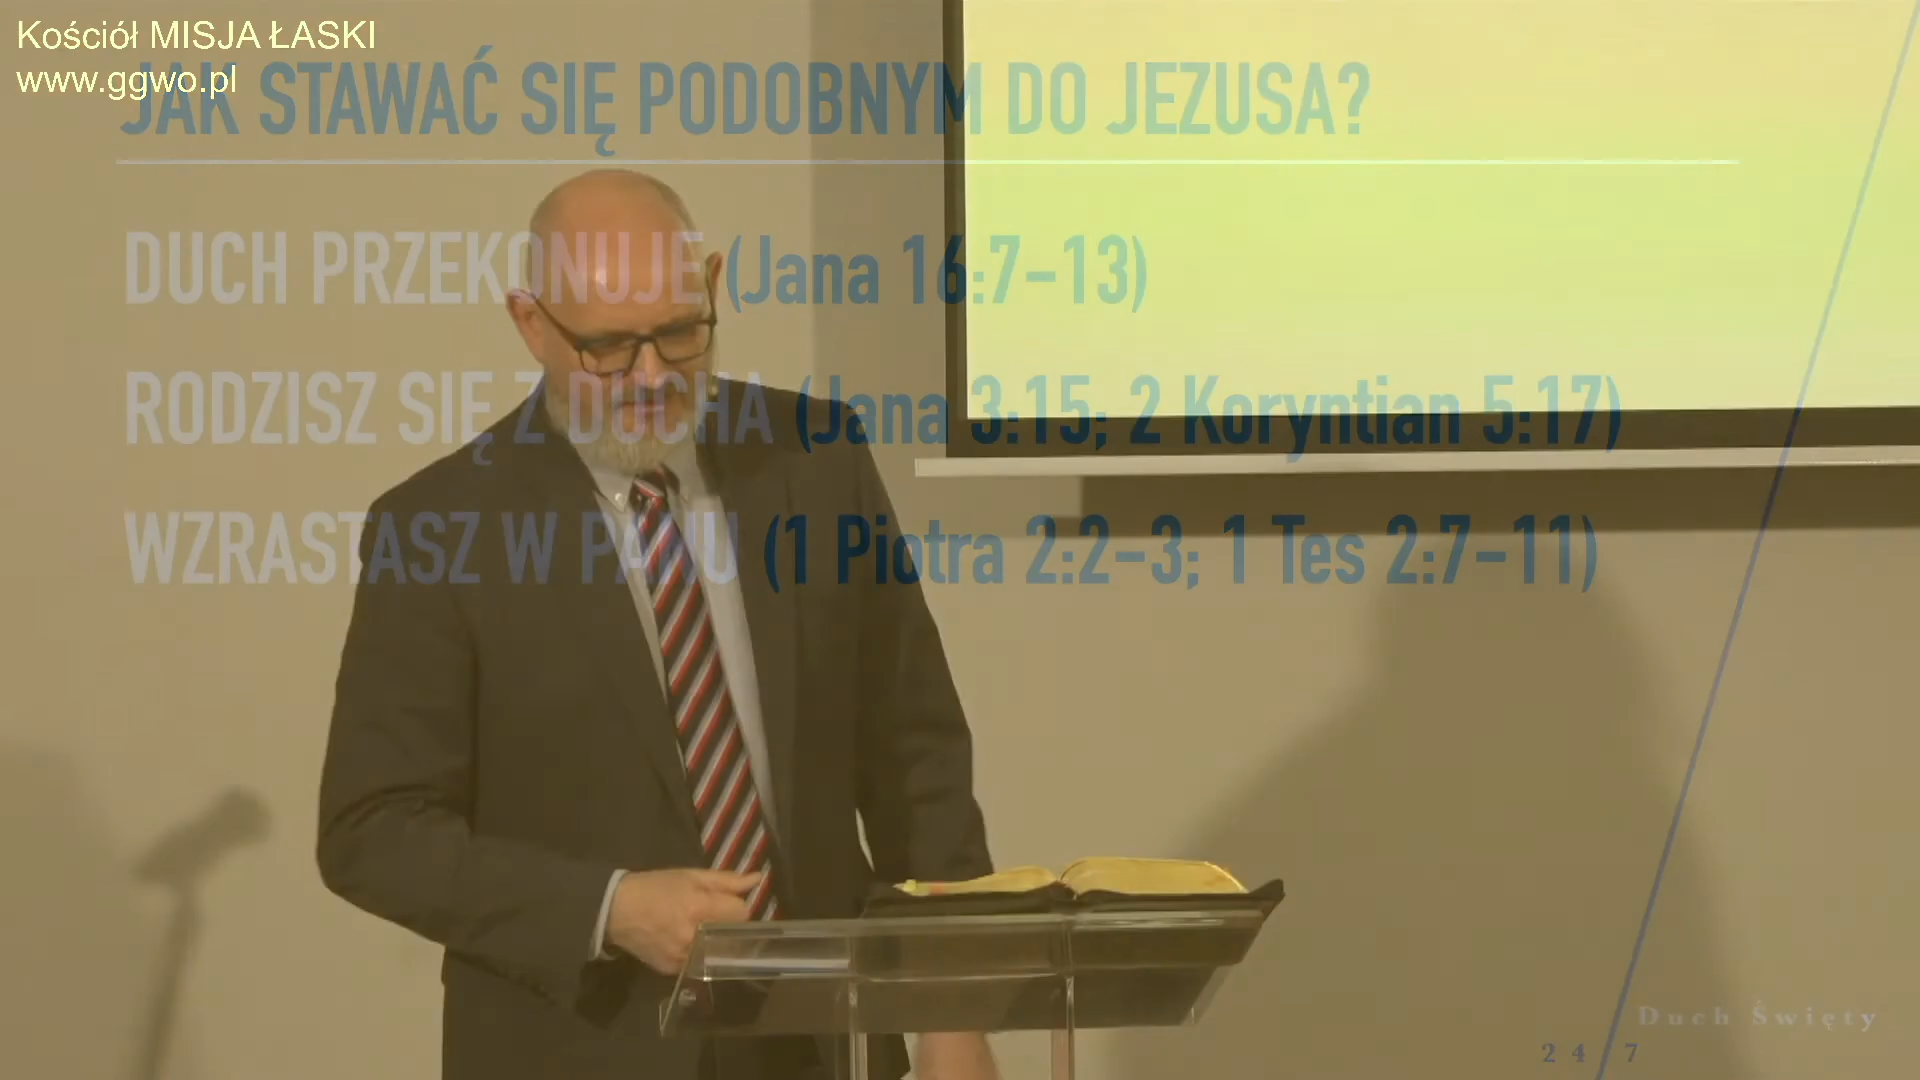 Kościół MISJA ŁASKI
www.ggwo.pl
JAK STAWAĆ SIĘ PODOBNYM DO JEZUSA?
DUCH PRZEKONUJE (Jana 16:7–13)
RODZISZ SIĘ Z DUCHA (Jana 3:15; 2 Koryntian 5:17)
WZRASTASZ W PANU (1 Piotra 2:2–3; 1 Tes 2:7–11)
Duch Święty
24/7